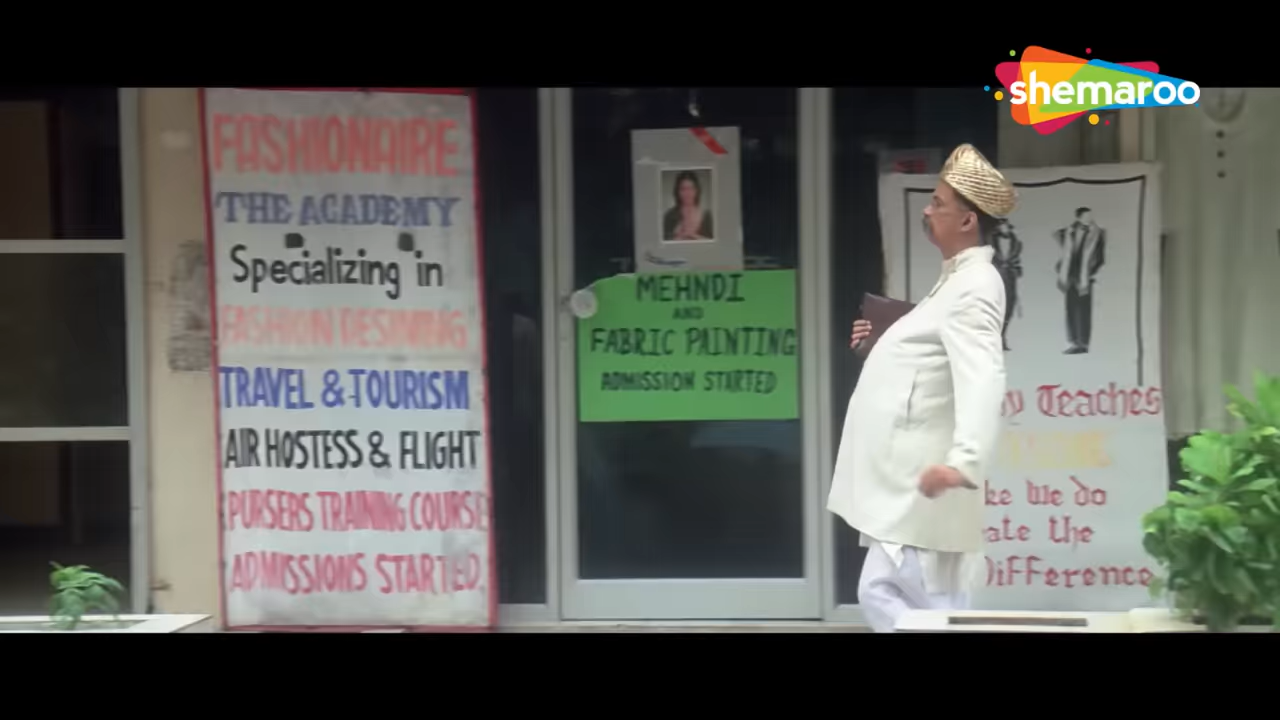 shemaroo
FASHIONAIRE
THE ACADEMY
Specializing in
FASHION DESINING
TRAVEL & TOURISM
AIR HOSTESS & FLIGHT
PURSERS TRAINING COURSE
ADMISSIONS STARTED.
MEHNDI
AND
FABRIC PAINTING
ADMISSION STARTED
Teaches
ke We do
ate the
Difference